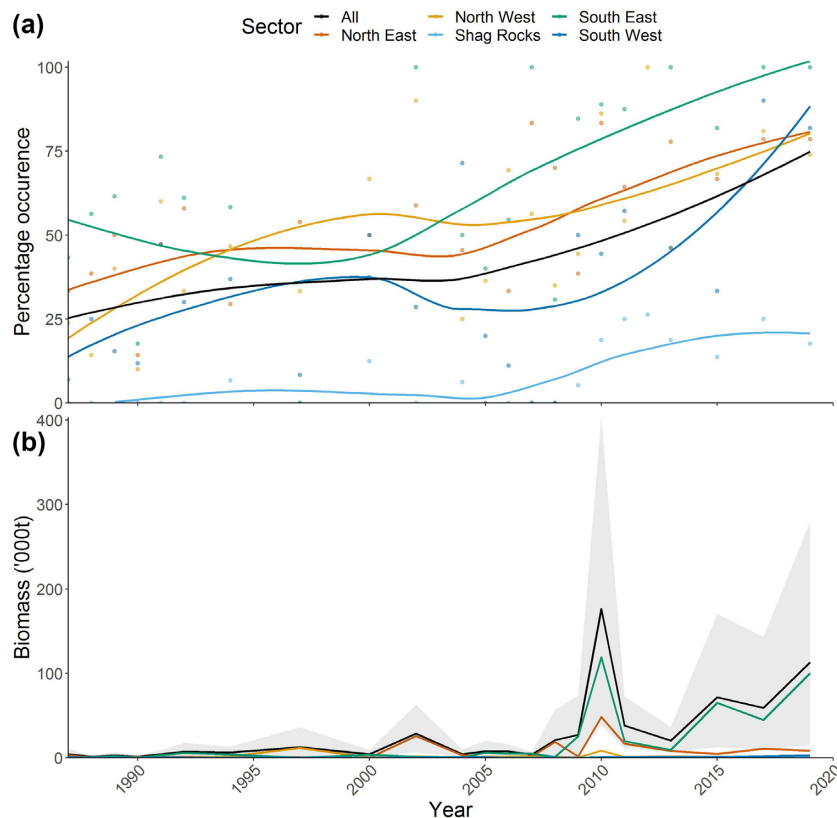 (a)
Sector All North West South East
North East Shag Rocks South West
Percentage occurence
100
75
50
25
0
(b)
Biomass ('000t)
400
300
200
100
0
1990 1995 2000 2005 2010 2015 2020
Year